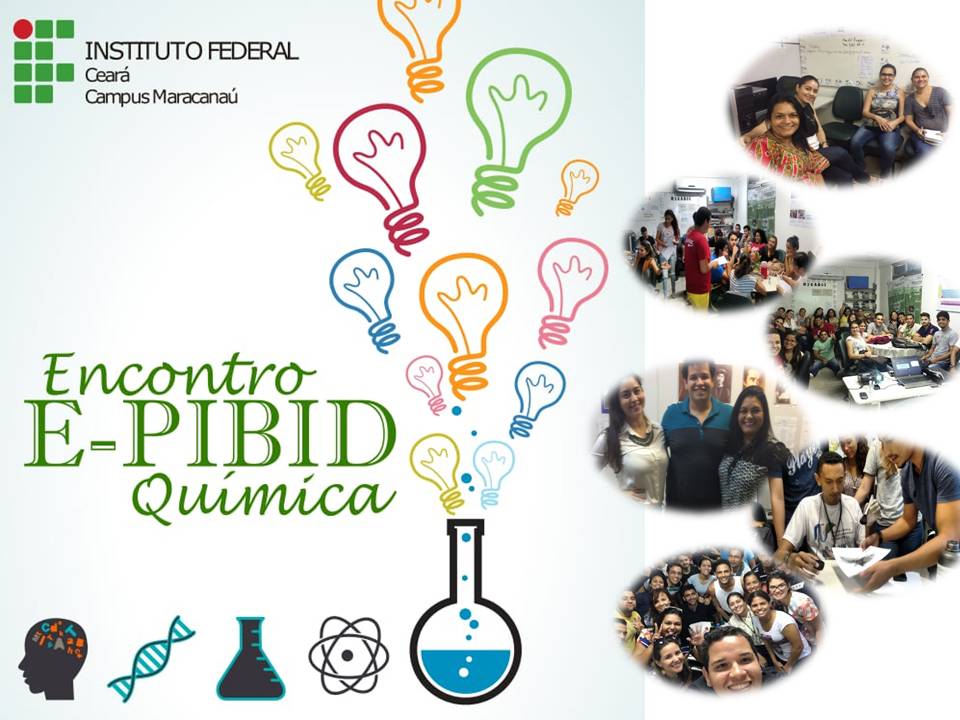 INSTITUTO FEDERAL
Ceará
Campus Maracanaú
Encontro
E-PIBID
Química